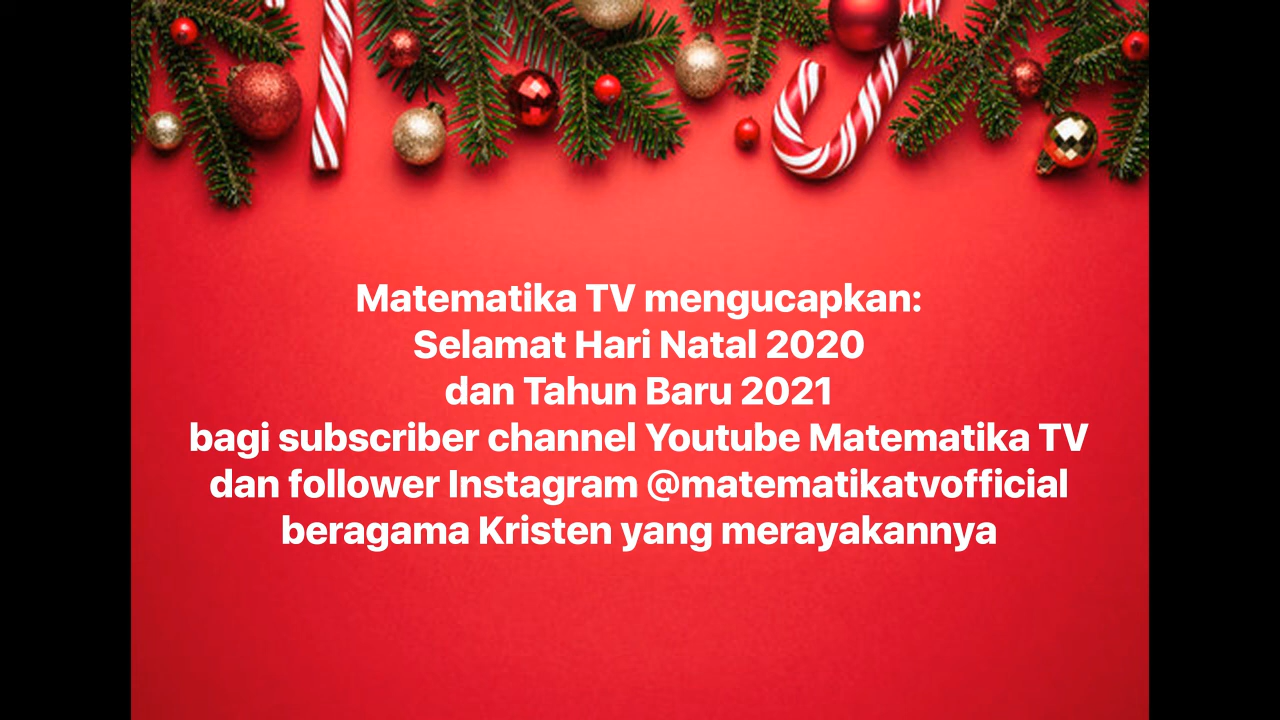 Matematika TV mengucapkan:
Selamat Hari Natal 2020
dan Tahun Baru 2021
bagi subscriber channel Youtube Matematika TV
dan follower Instagram @matematikatvofficial
beragama Kristen yang merayakannya